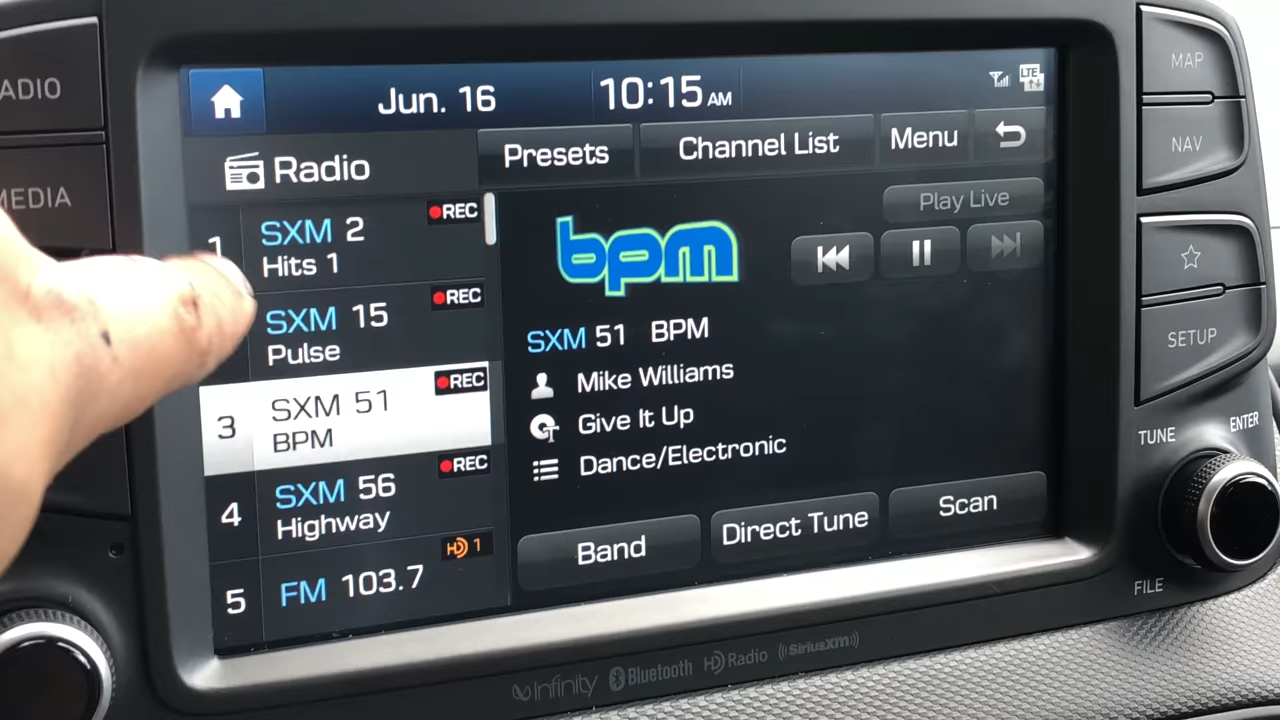 ADIO
MEDIA
Jun. 16
10:15 AM
LTE
Radio
Presets
Channel List
Menu
1
SXM 2
REC
Hits 1
SXM 15
REC
Pulse
3
SXM 51
REC
BPM
4
SXM 56
REC
Highway
5
FM 103.7
HD 1
Play Live
bpm
SXM 51 BPM
Mike Williams
Give It Up
Dance/Electronic
Band
Direct Tune
Scan
MAP
NAV
SETUP
TUNE
ENTER
FILE
Infinity Bluetooth HD Radio ((SiriusXM))